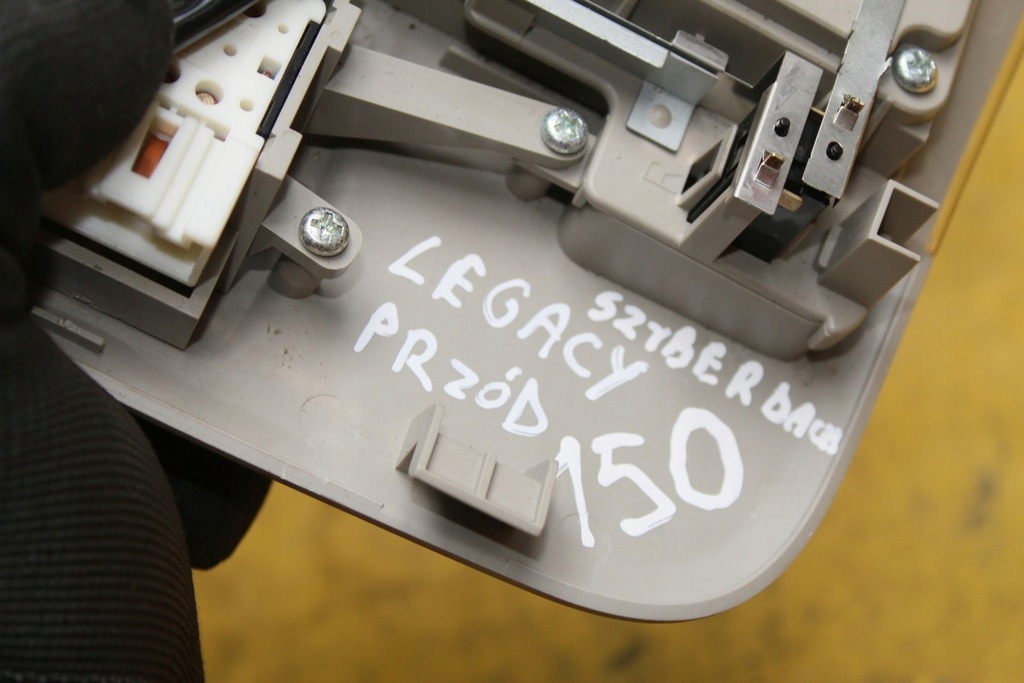 LEGACY
PRZÓD
SZYBERDACH
150
R